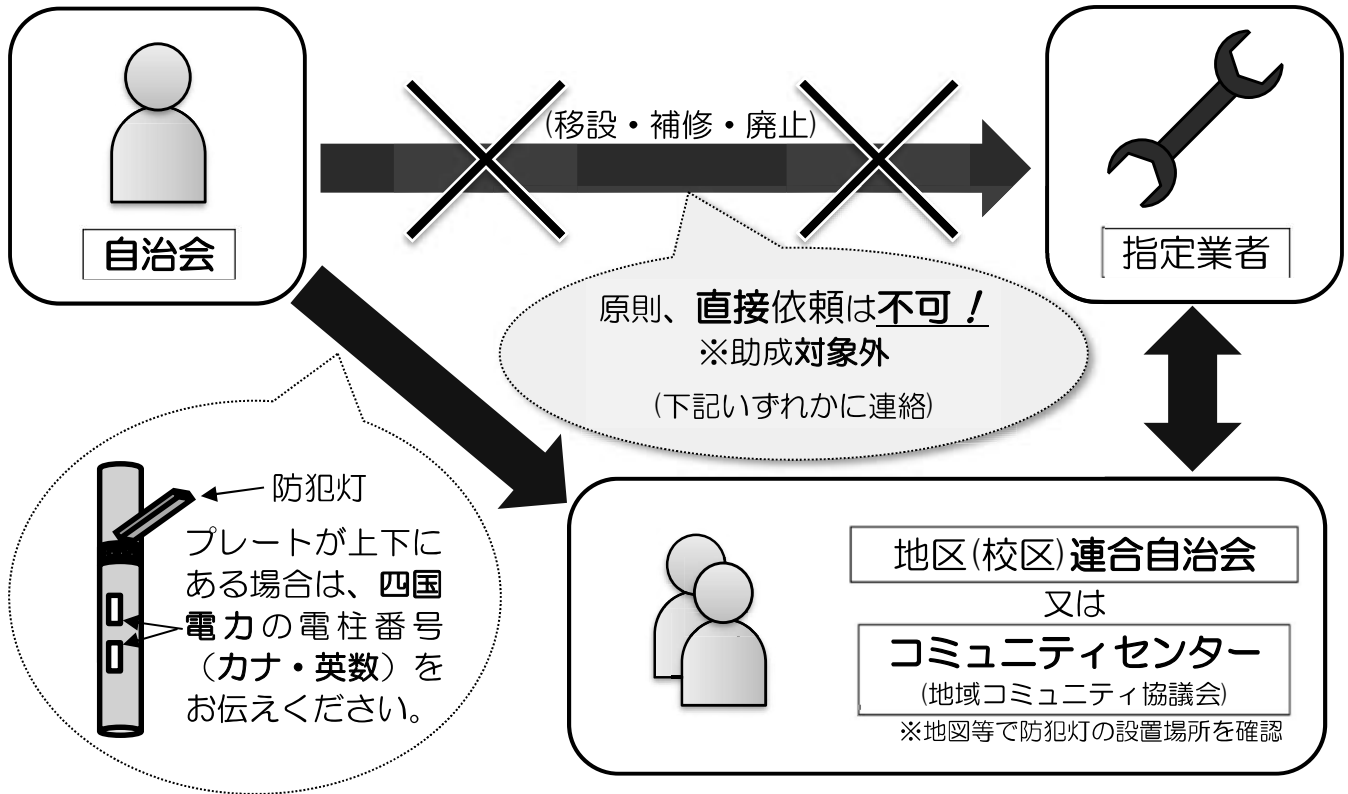 自治会
(移設・補修・廃止)
指定業者
原則、直接依頼は不可！
※助成対象外
(下記いずれかに連絡)
防犯灯
プレートが上下に
ある場合は、四国
電力の電柱番号
（カナ・英数）を
お伝えください。
地区(校区)連合自治会
又は
コミュニティセンター
(地域コミュニティ協議会)
※地図等で防犯灯の設置場所を確認